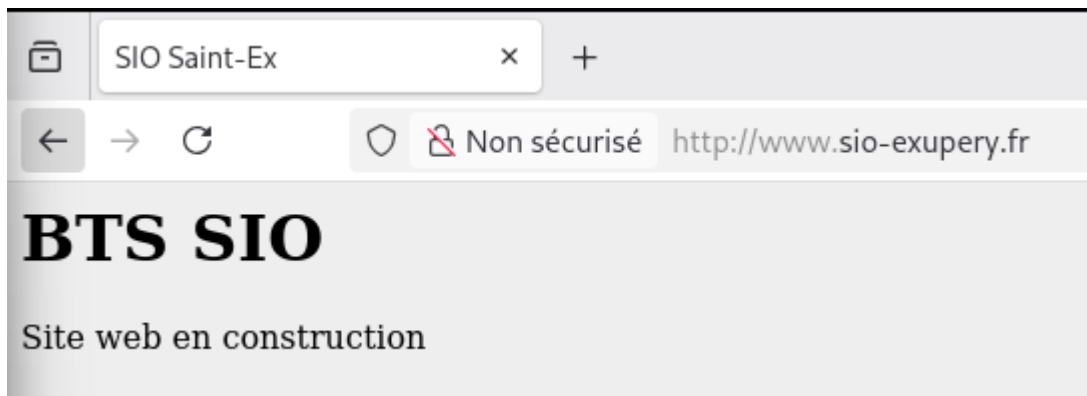 SIO Saint-Ex
Non sécurisé http://www.sio-exupery.fr
BTS SIO
Site web en construction